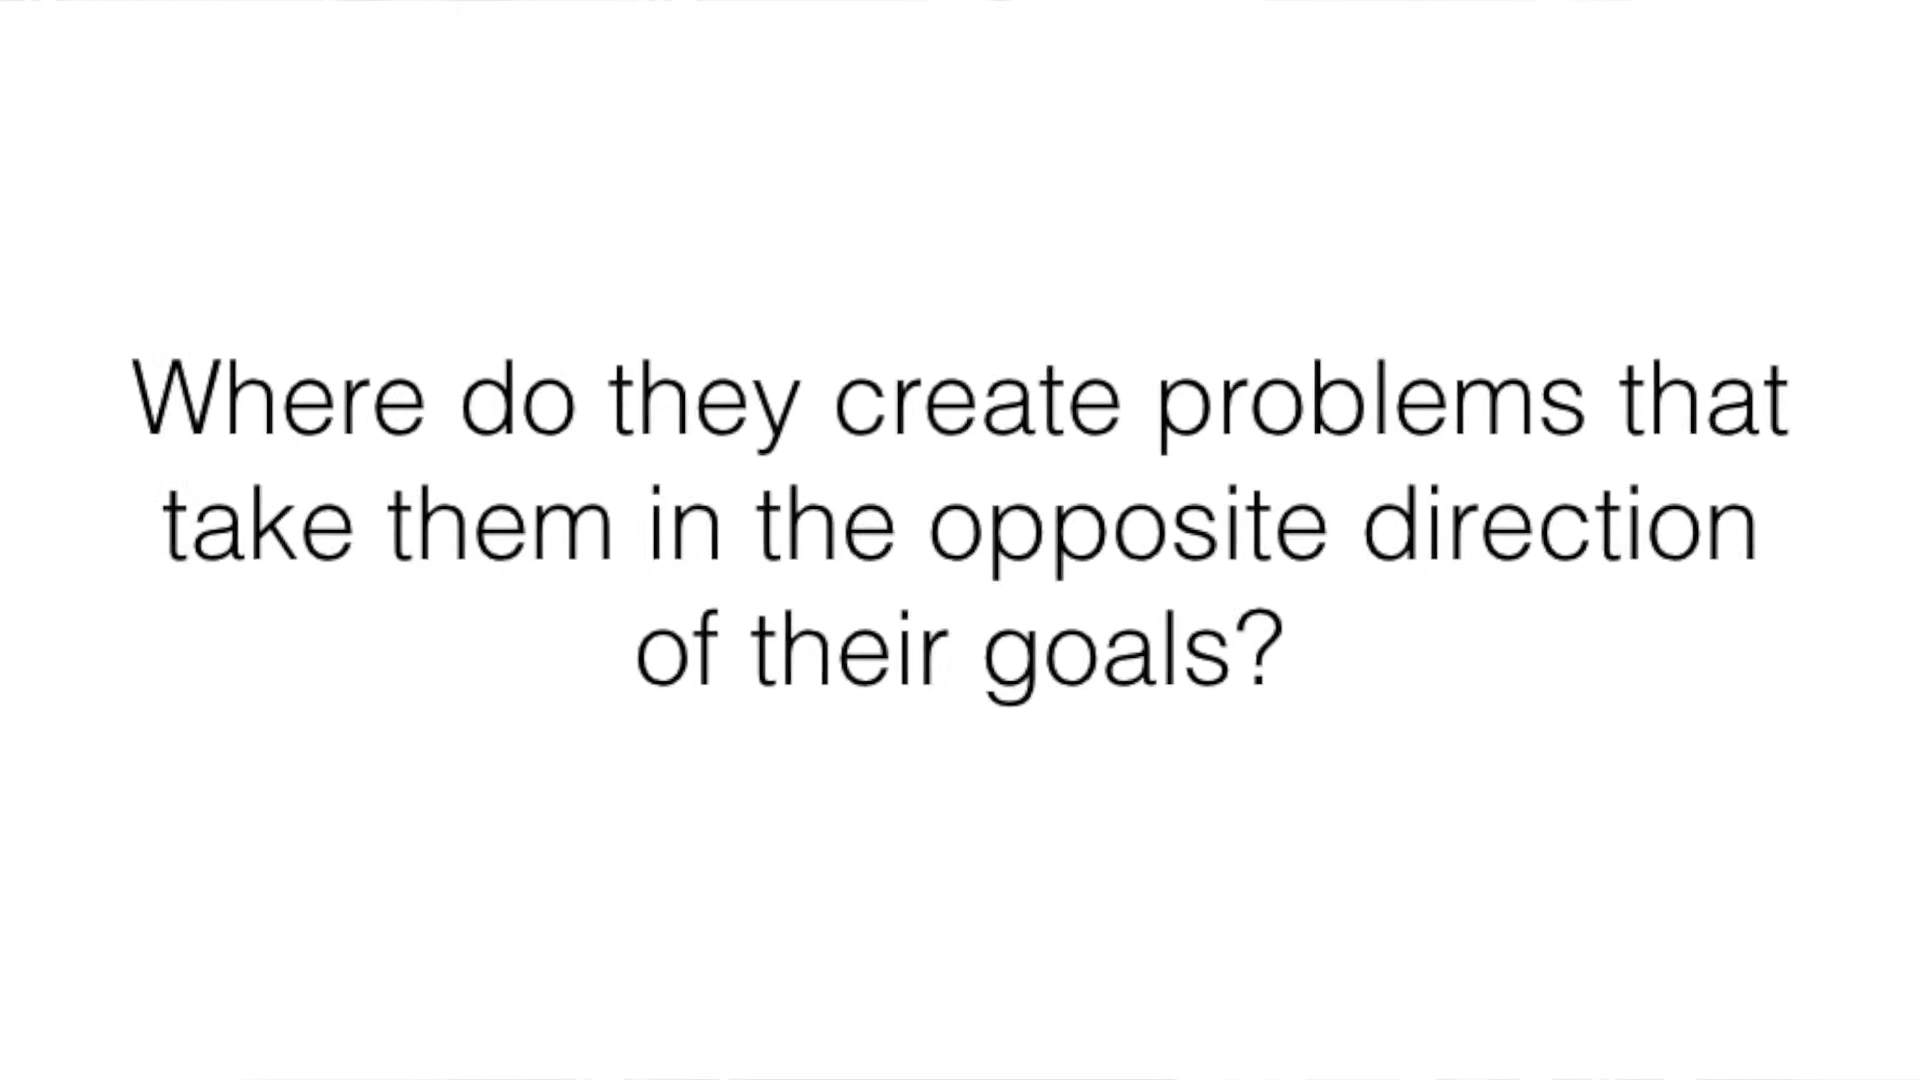 Where do they create problems that
take them in the opposite direction
of their goals?